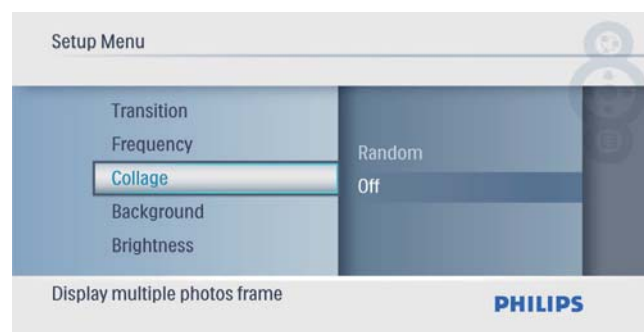 Setup Menu
Transition
Frequency
Collage
Background
Brightness
Random
Off
Display multiple photos frame
PHILIPS